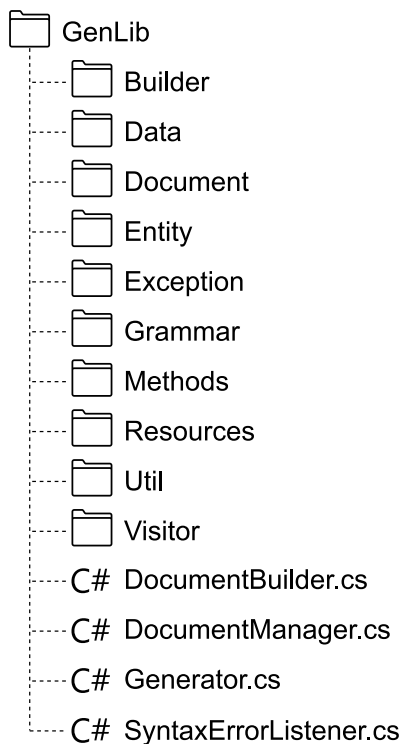 GenLib
Builder
Data
Document
Entity
Exception
Grammar
Methods
Resources
Util
Visitor
C# DocumentBuilder.cs
C# DocumentManager.cs
C# Generator.cs
C# SyntaxErrorListener.cs